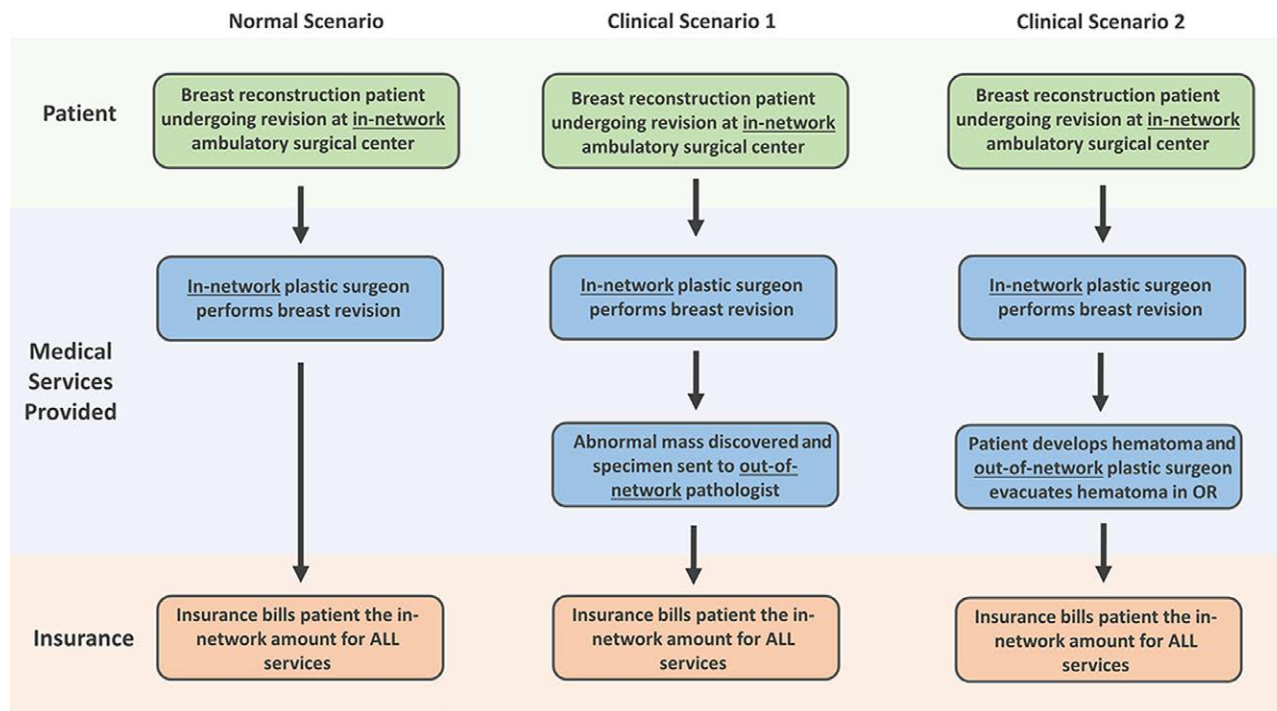 Normal Scenario
Clinical Scenario 1
Clinical Scenario 2
Patient
Breast reconstruction patient
undergoing revision at in-network
ambulatory surgical center
Breast reconstruction patient
undergoing revision at in-network
ambulatory surgical center
Breast reconstruction patient
undergoing revision at in-network
ambulatory surgical center
Medical
Services
Provided
In-network plastic surgeon
performs breast revision
In-network plastic surgeon
performs breast revision
In-network plastic surgeon
performs breast revision
Abnormal mass discovered and
specimen sent to out-of-
network pathologist
Patient develops hematoma and
out-of-network plastic surgeon
evacuates hematoma in OR
Insurance
Insurance bills patient the in-
network amount for ALL
services
Insurance bills patient the in-
network amount for ALL
services
Insurance bills patient the in-
network amount for ALL
services